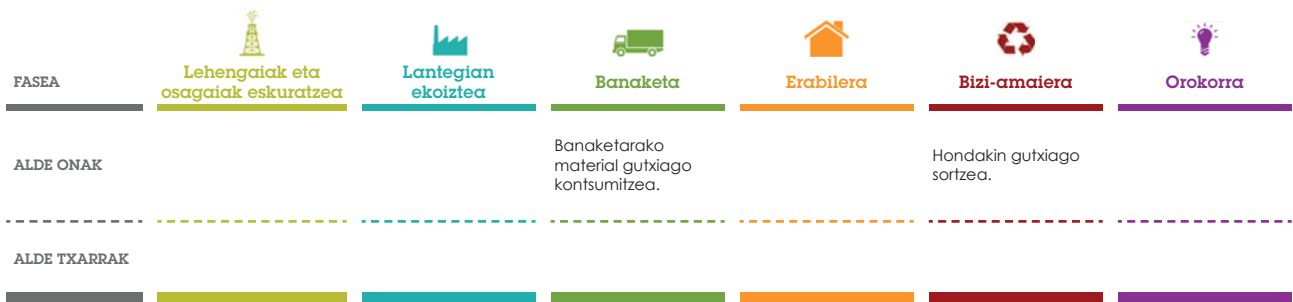 FASEA
Lehengaiak eta
osagaiak eskuratzea
Lantegian
ekoiztea
Banaketa
Erabilera
Bizi-amaiera
Orokorra
ALDE ONAK
Banaketarako
material gutxiago
kontsumitzea.
Hondakin gutxiago
sortzea.
ALDE TXARRAK